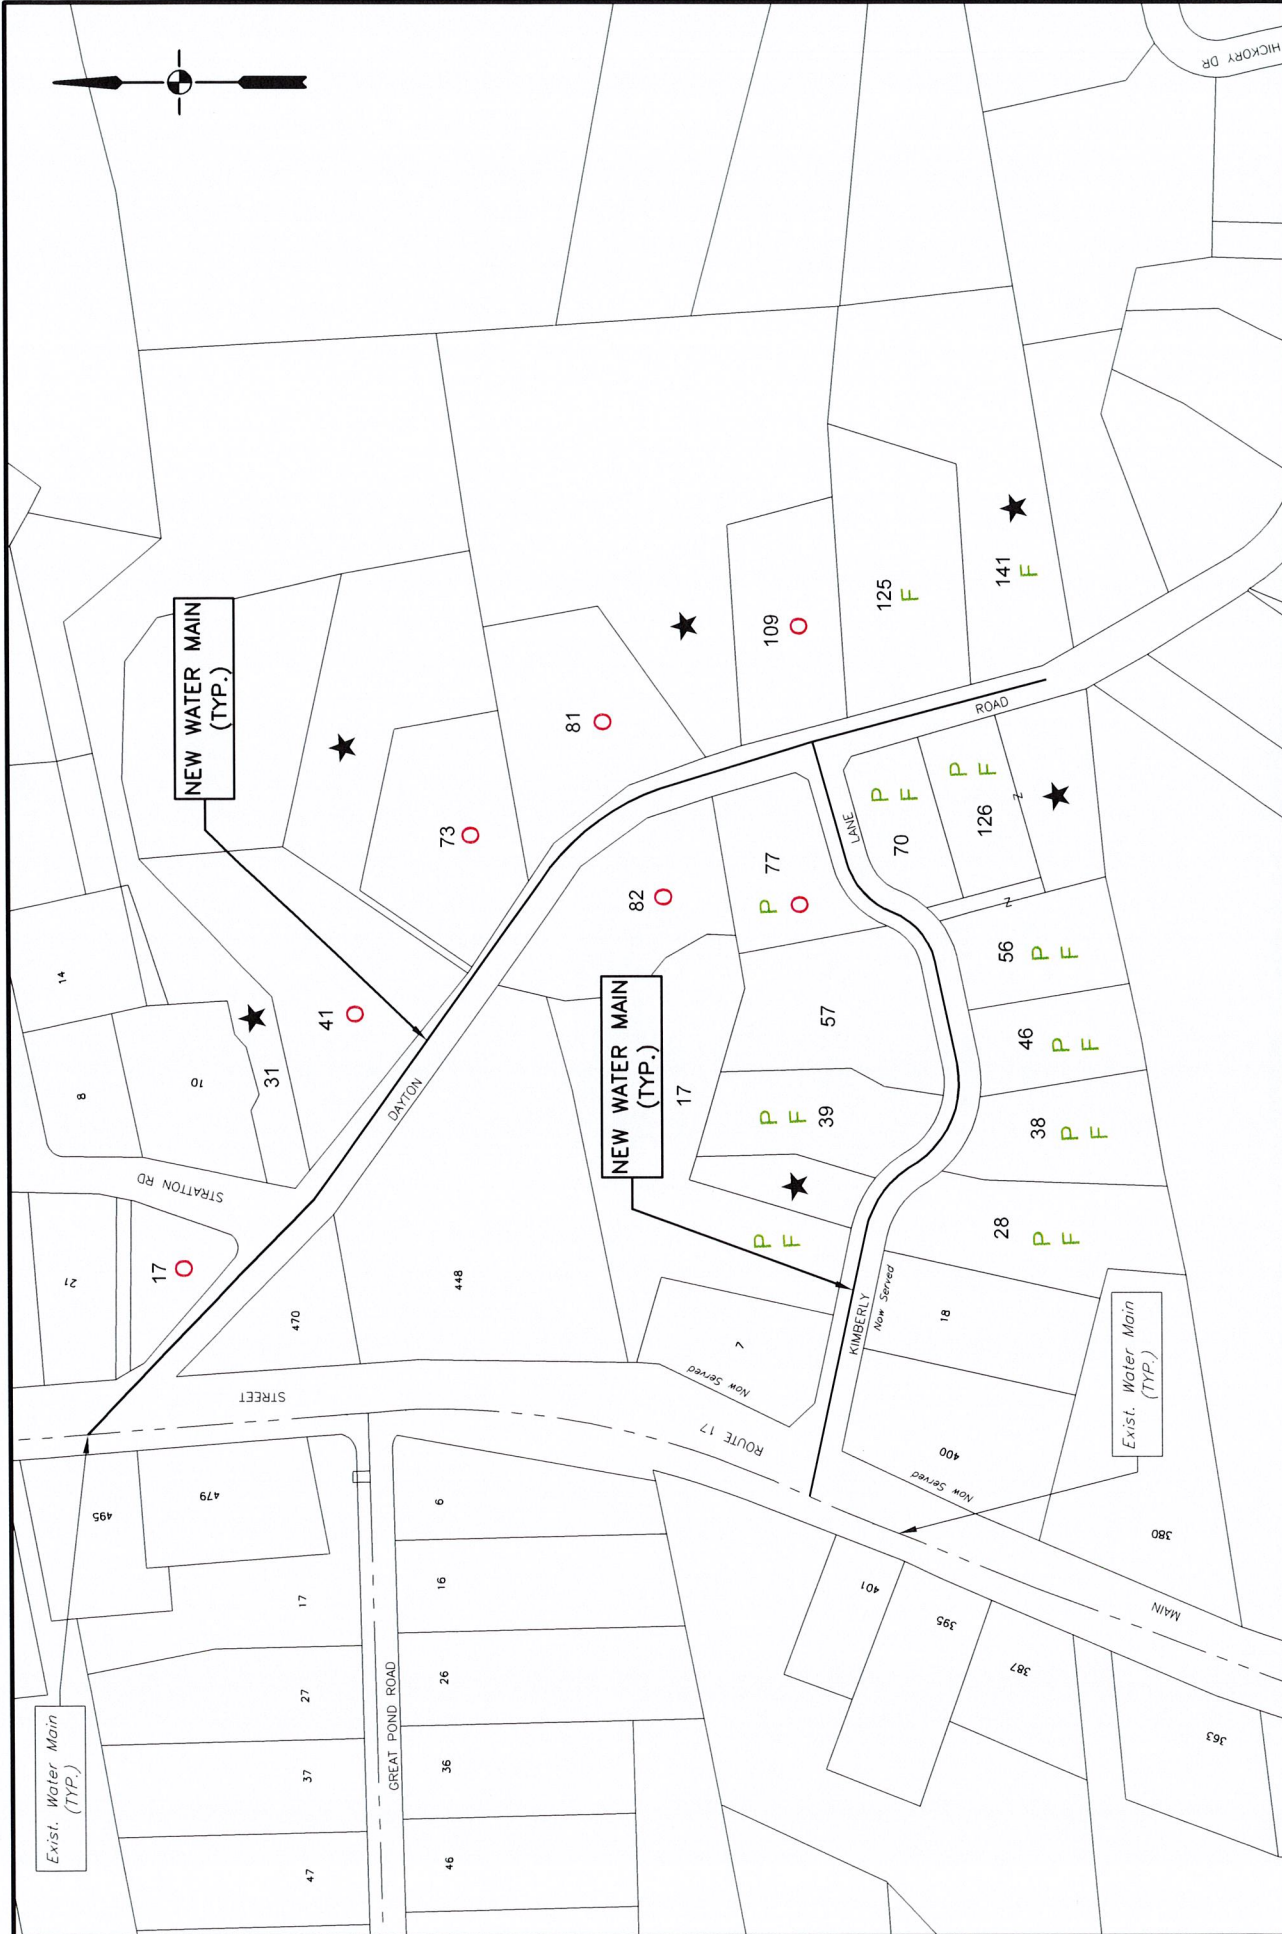 HICKORY DR
NEW WATER MAIN
(TYP.)
14
8
10
31
41
73
81
109
125
F
141
F
STRATTON RD
DAYTON
ROAD
21
17
O
O
O
O
O
82
O
P
77
O
LANE
P
F
70
P
F
126
Z
Z
NEW WATER MAIN
(TYP.)
17
57
P
F
39
56
P
F
46
P
F
38
P
F
28
P
F
P
F
470
448
7
Now Served
KIMBERLY
Now Served
18
400
Now Served
Exist. Water Main
(TYP.)
STREET
ROUTE 17
MAIN
495
479
17
27
37
47
GREAT POND ROAD
6
16
26
36
46
401
395
387
380
363
Exist. Water Main
(TYP.)